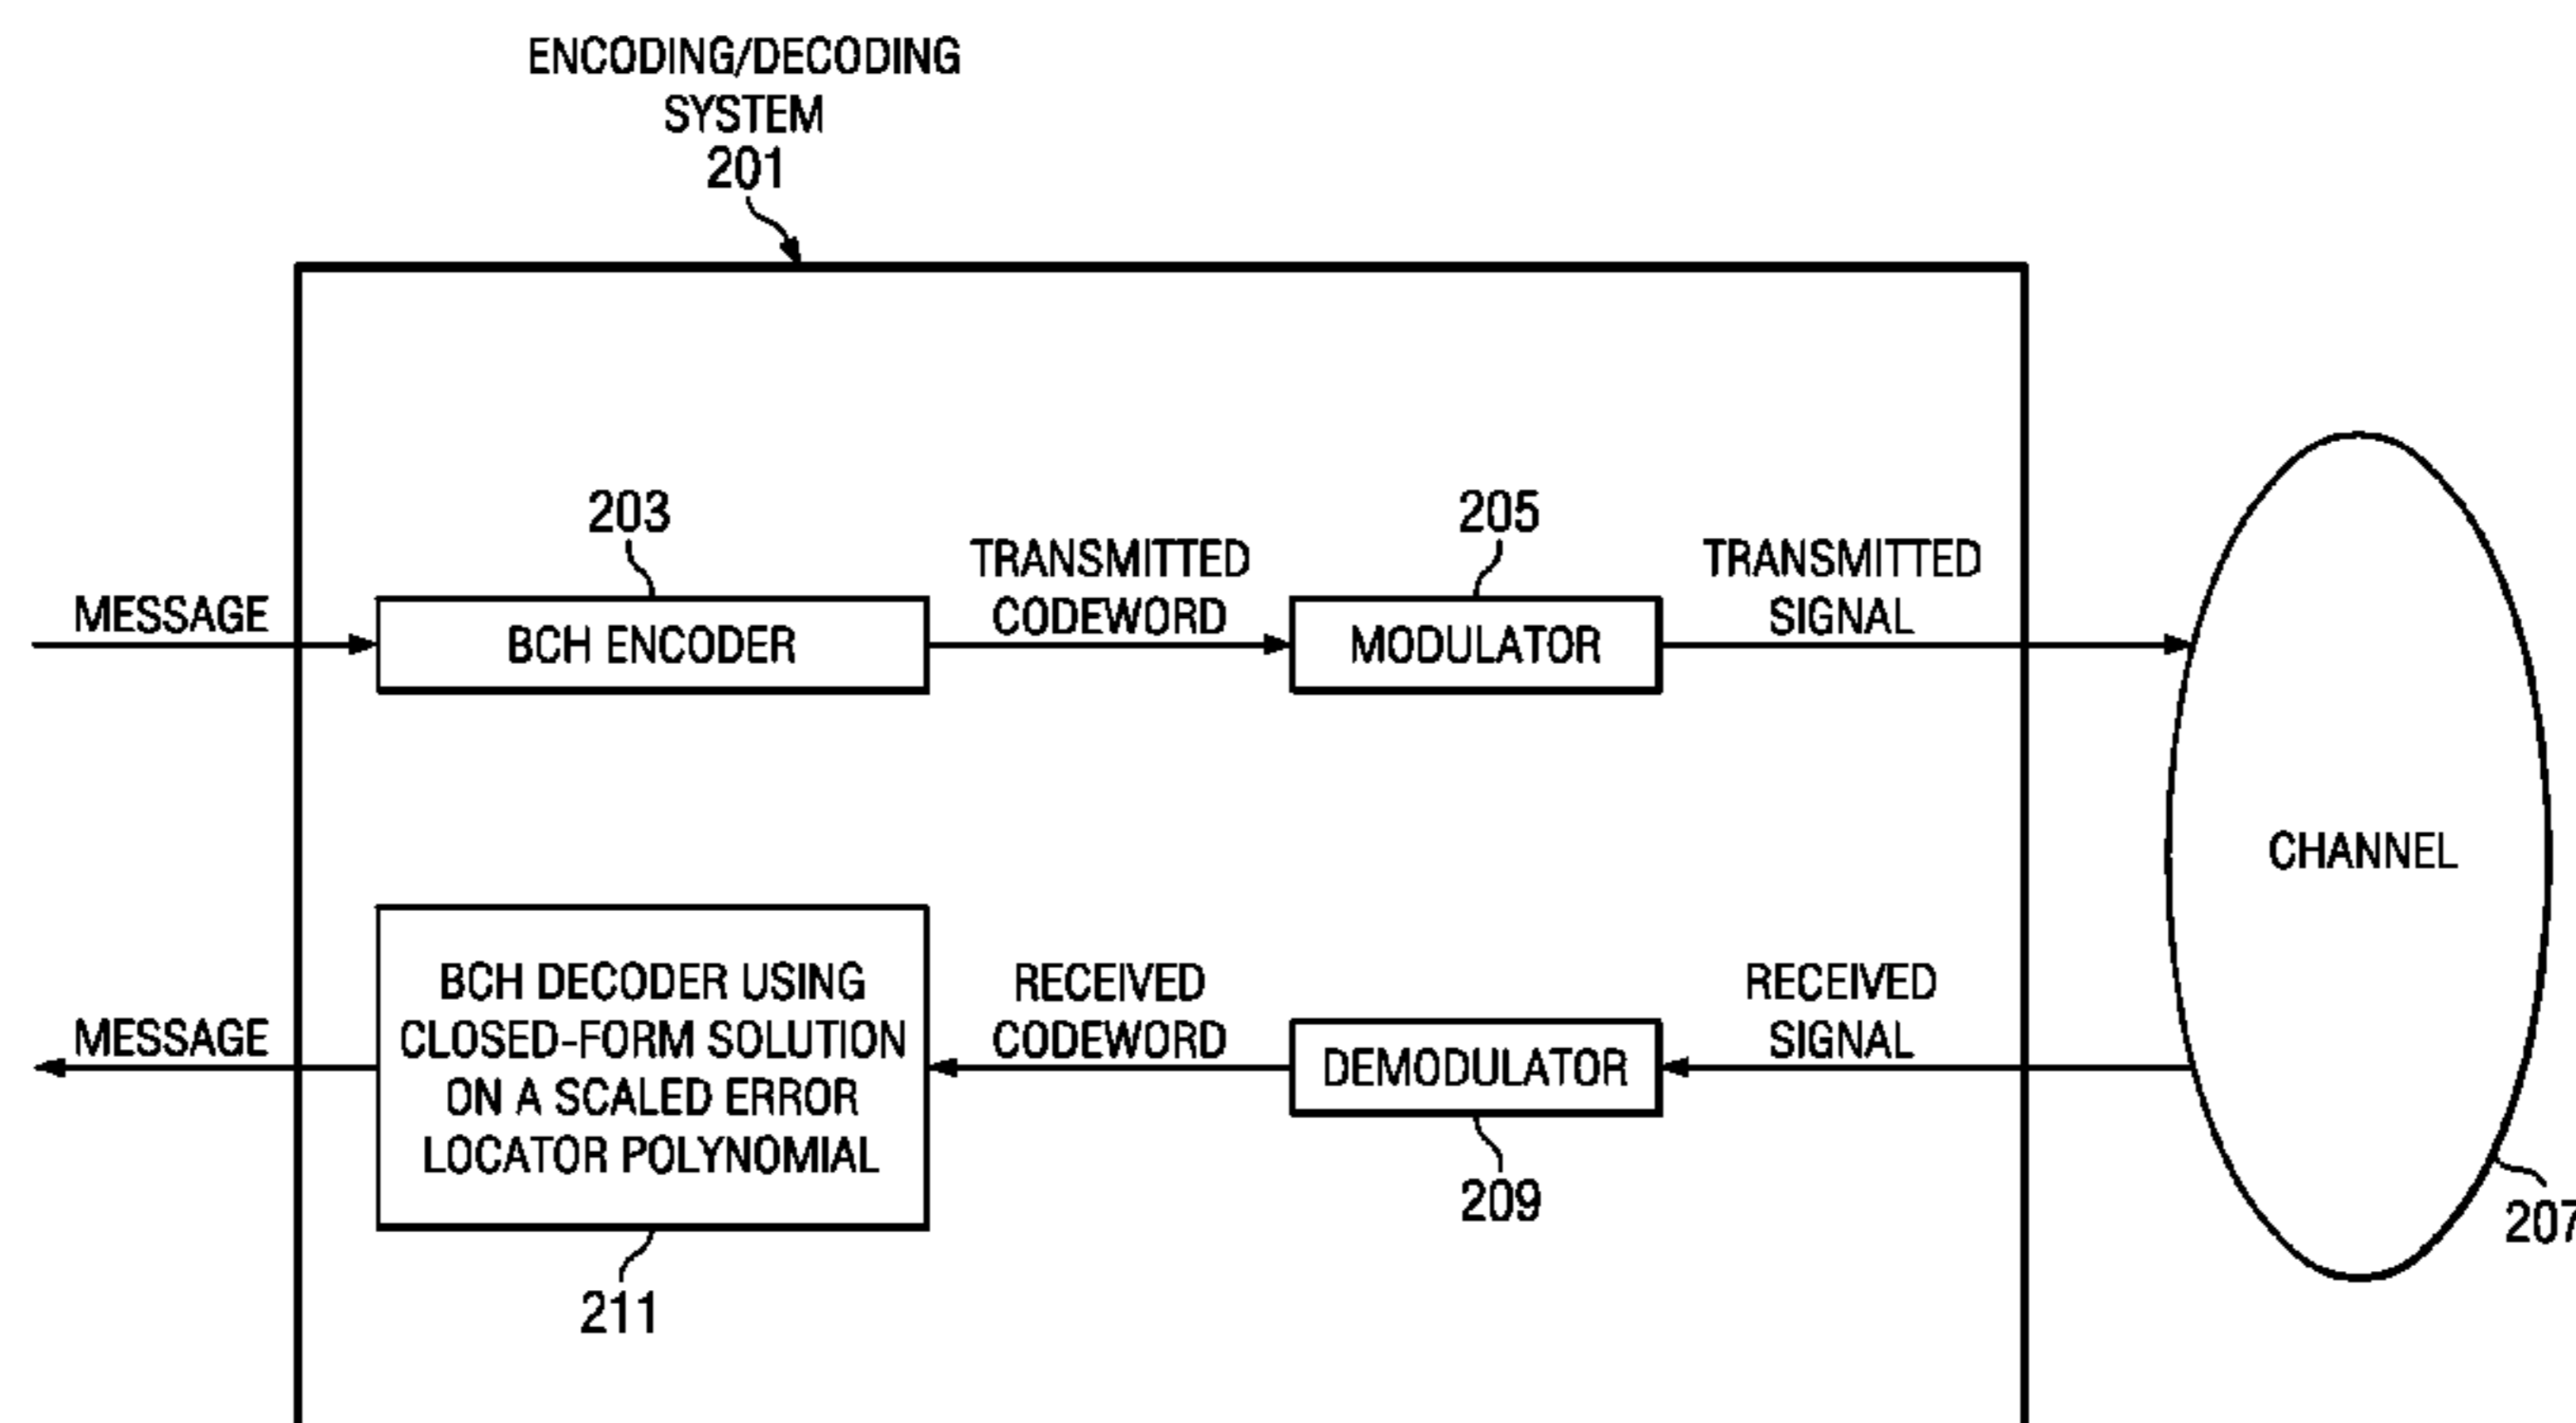 ENCODING/DECODING
SYSTEM
201
203
205
MESSAGE
BCH ENCODER
TRANSMITTED
CODEWORD
MODULATOR
TRANSMITTED
SIGNAL
CHANNEL
207
MESSAGE
BCH DECODER USING
CLOSED-FORM SOLUTION
ON A SCALED ERROR
LOCATOR POLYNOMIAL
RECEIVED
CODEWORD
DEMODULATOR
RECEIVED
SIGNAL
209
211